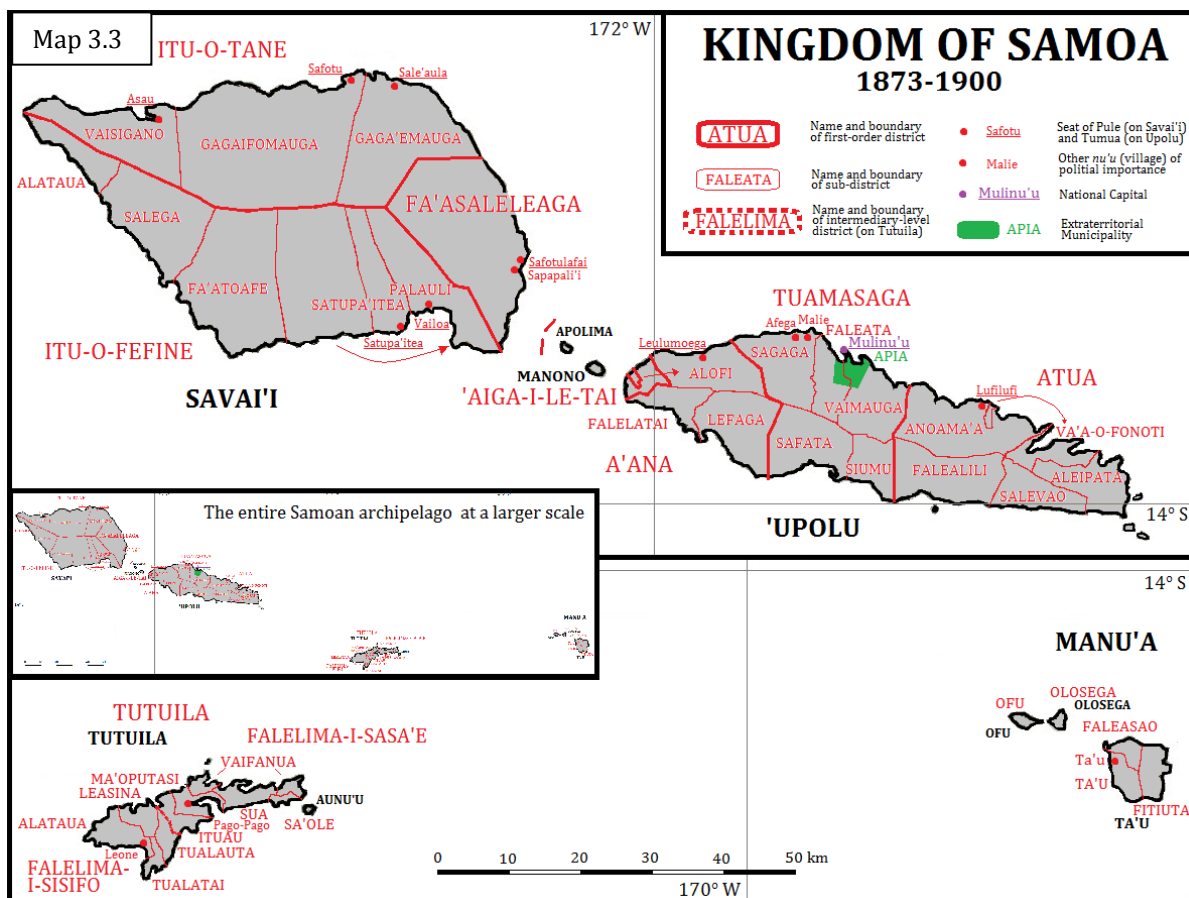 Map 3.3
172° W
KINGDOM OF SAMOA
1873-1900
ATUA
Name and boundary
of first-order district
FALEATA
Name and boundary
of sub-district
FALELIMA
Name and boundary
of intermediary-level
district (on Tutuila)
Safotu
Seat of Pule (on Savai'i)
and Tumua (on Upolu)
Malie
Other nu'u (village) of
politial importance
Mulinu'u
National Capital
APIA
Extraterritorial
Municipality
ITU-O-TANE
Safotu
Sale'aula
Asau
VAISIGANO
GAGAIFOMAUGA
GAGA'EMAUGA
ALATAUA
SALEGA
FA'ASALELEAGA
Safotulafai
Sapapali'i
FA'ATOAFE
SATUPA'ITEA
PALAULI
Vailoa
Satupa'itea
ITU-O-FEFINE
SAVAI'I
APOLIMA
MANONO
'AIGA-I-LE-TAI
TUAMASAGA
Afega
Malie
FALEATA
Mulinu'u
APIA
Leulumoega
SAGAGA
ALOFI
Lufilufi
ATUA
FALELATAI
LEFAGA
VAIMAUGA
ANOAMA'A
VA'A-O-FONOTI
A'ANA
SAFATA
SIUMU
FALEALILI
ALEIPATA
SALEVAO
'UPOLU
14° S
The entire Samoan archipelago at a larger scale
14° S
MANU'A
OFU
OLOSEGA
OLOSEGA
OFU
FALEASAO
Ta'u
TA'U
FITIUTA
TA'U
TUTUILA
TUTUILA
FALELIMA-I-SASA'E
VAIFANUA
MA'OPUTASI
LEASINA
AUNU'U
SUA
SA'OLE
Pago-Pago
ALATAUA
ITUAU
Leone
TUALAUTA
FALELIMA-
I-SISIFO
TUALATAI
0 10 20 30 40 50 km
170° W